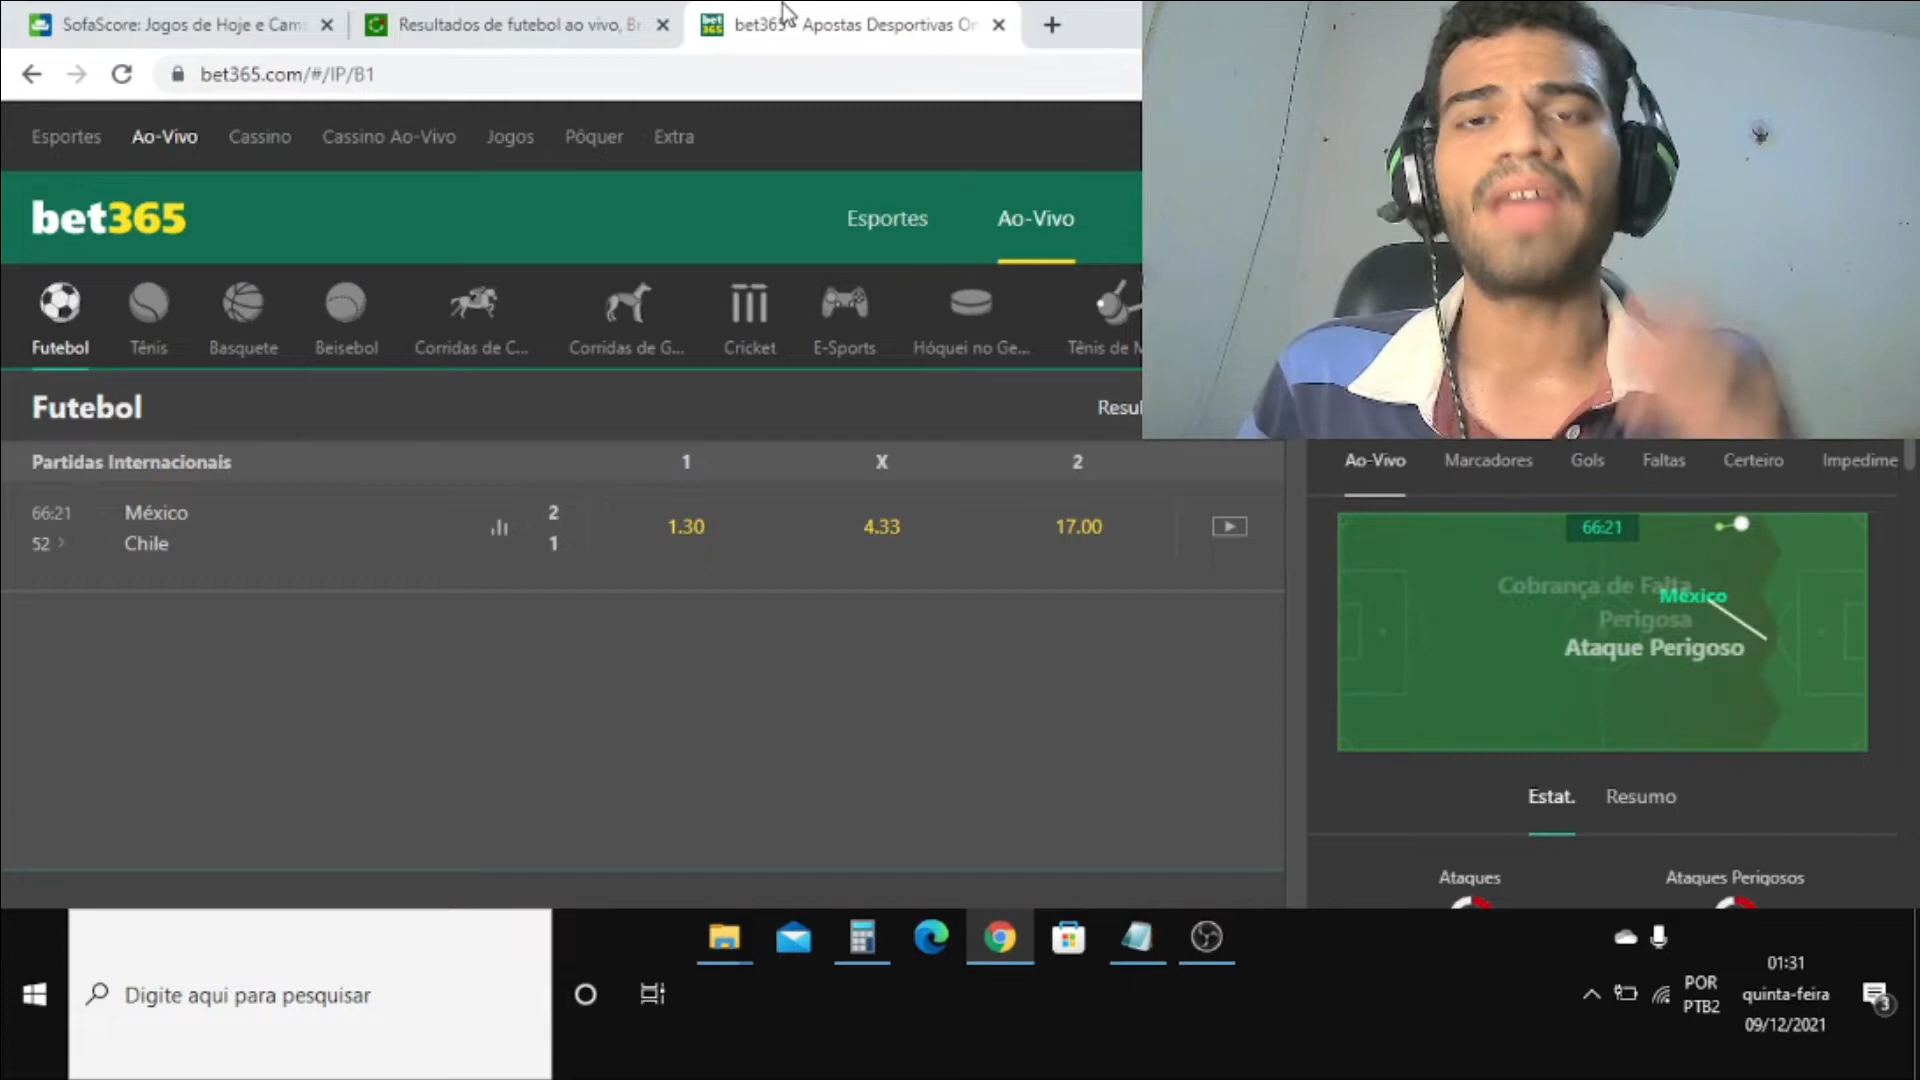 SofaScore: Jogos de Hoje e Cam
Resultados de futebol ao vivo, Br
bet365 Apostas Desportivas On
bet365.com/#/IP/B1
Esportes Ao-Vivo Cassino Cassino Ao-Vivo Jogos Pôquer Extra
bet365 Esportes Ao-Vivo
Futebol Tênis Basquete Beisebol Corridas de C... Corridas de G... Cricket E-Sports Hóquei no Ge... Tênis de M
Futebol Resul
Partidas Internacionais 1 X 2
66:21 México 2
52 Chile 1
1.30 4.33 17.00
Ao-Vivo Marcadores Gols Faltas Certeiro Impedime
66:21
Cobrança de Falta
Perigosa
México
Ataque Perigoso
Estat. Resumo
Ataques Ataques Perigosos
Digite aqui para pesquisar
POR
PTB2
01:31
quinta-feira
09/12/2021
3